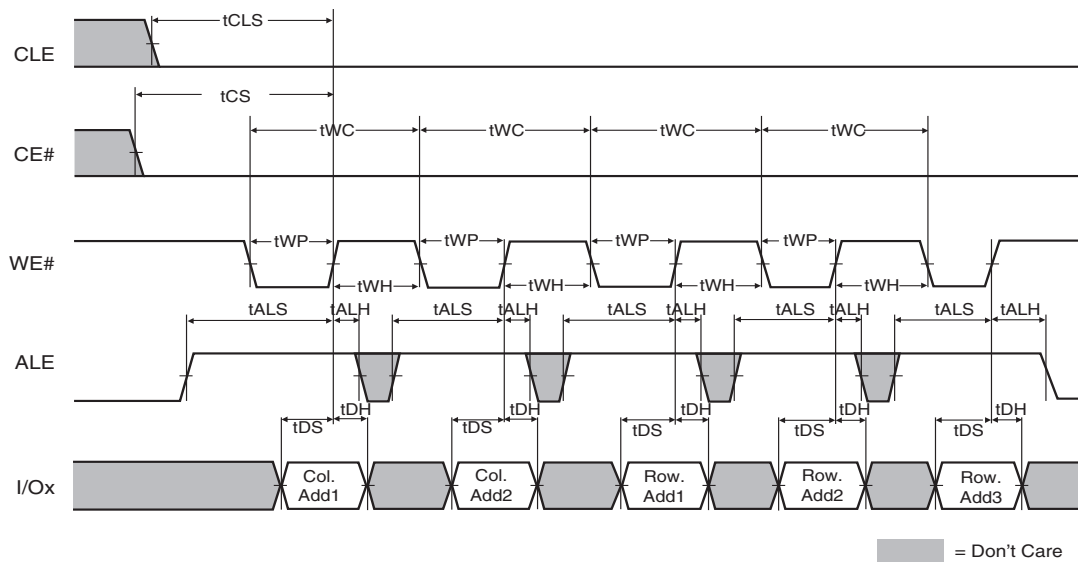 tCLS
CLE
tCS
tWC tWC tWC tWC
CE#
tWP tWP tWP tWP
WE#
tWH tWH tWH tWH
tALS tALH tALS tALH tALS tALH tALS tALH tALS tALH
ALE
tDS tDH tDS tDH tDS tDH tDS tDH tDS tDH
I/Ox
Col. Add1
Col. Add2
Row. Add1
Row. Add2
Row. Add3
= Don't Care